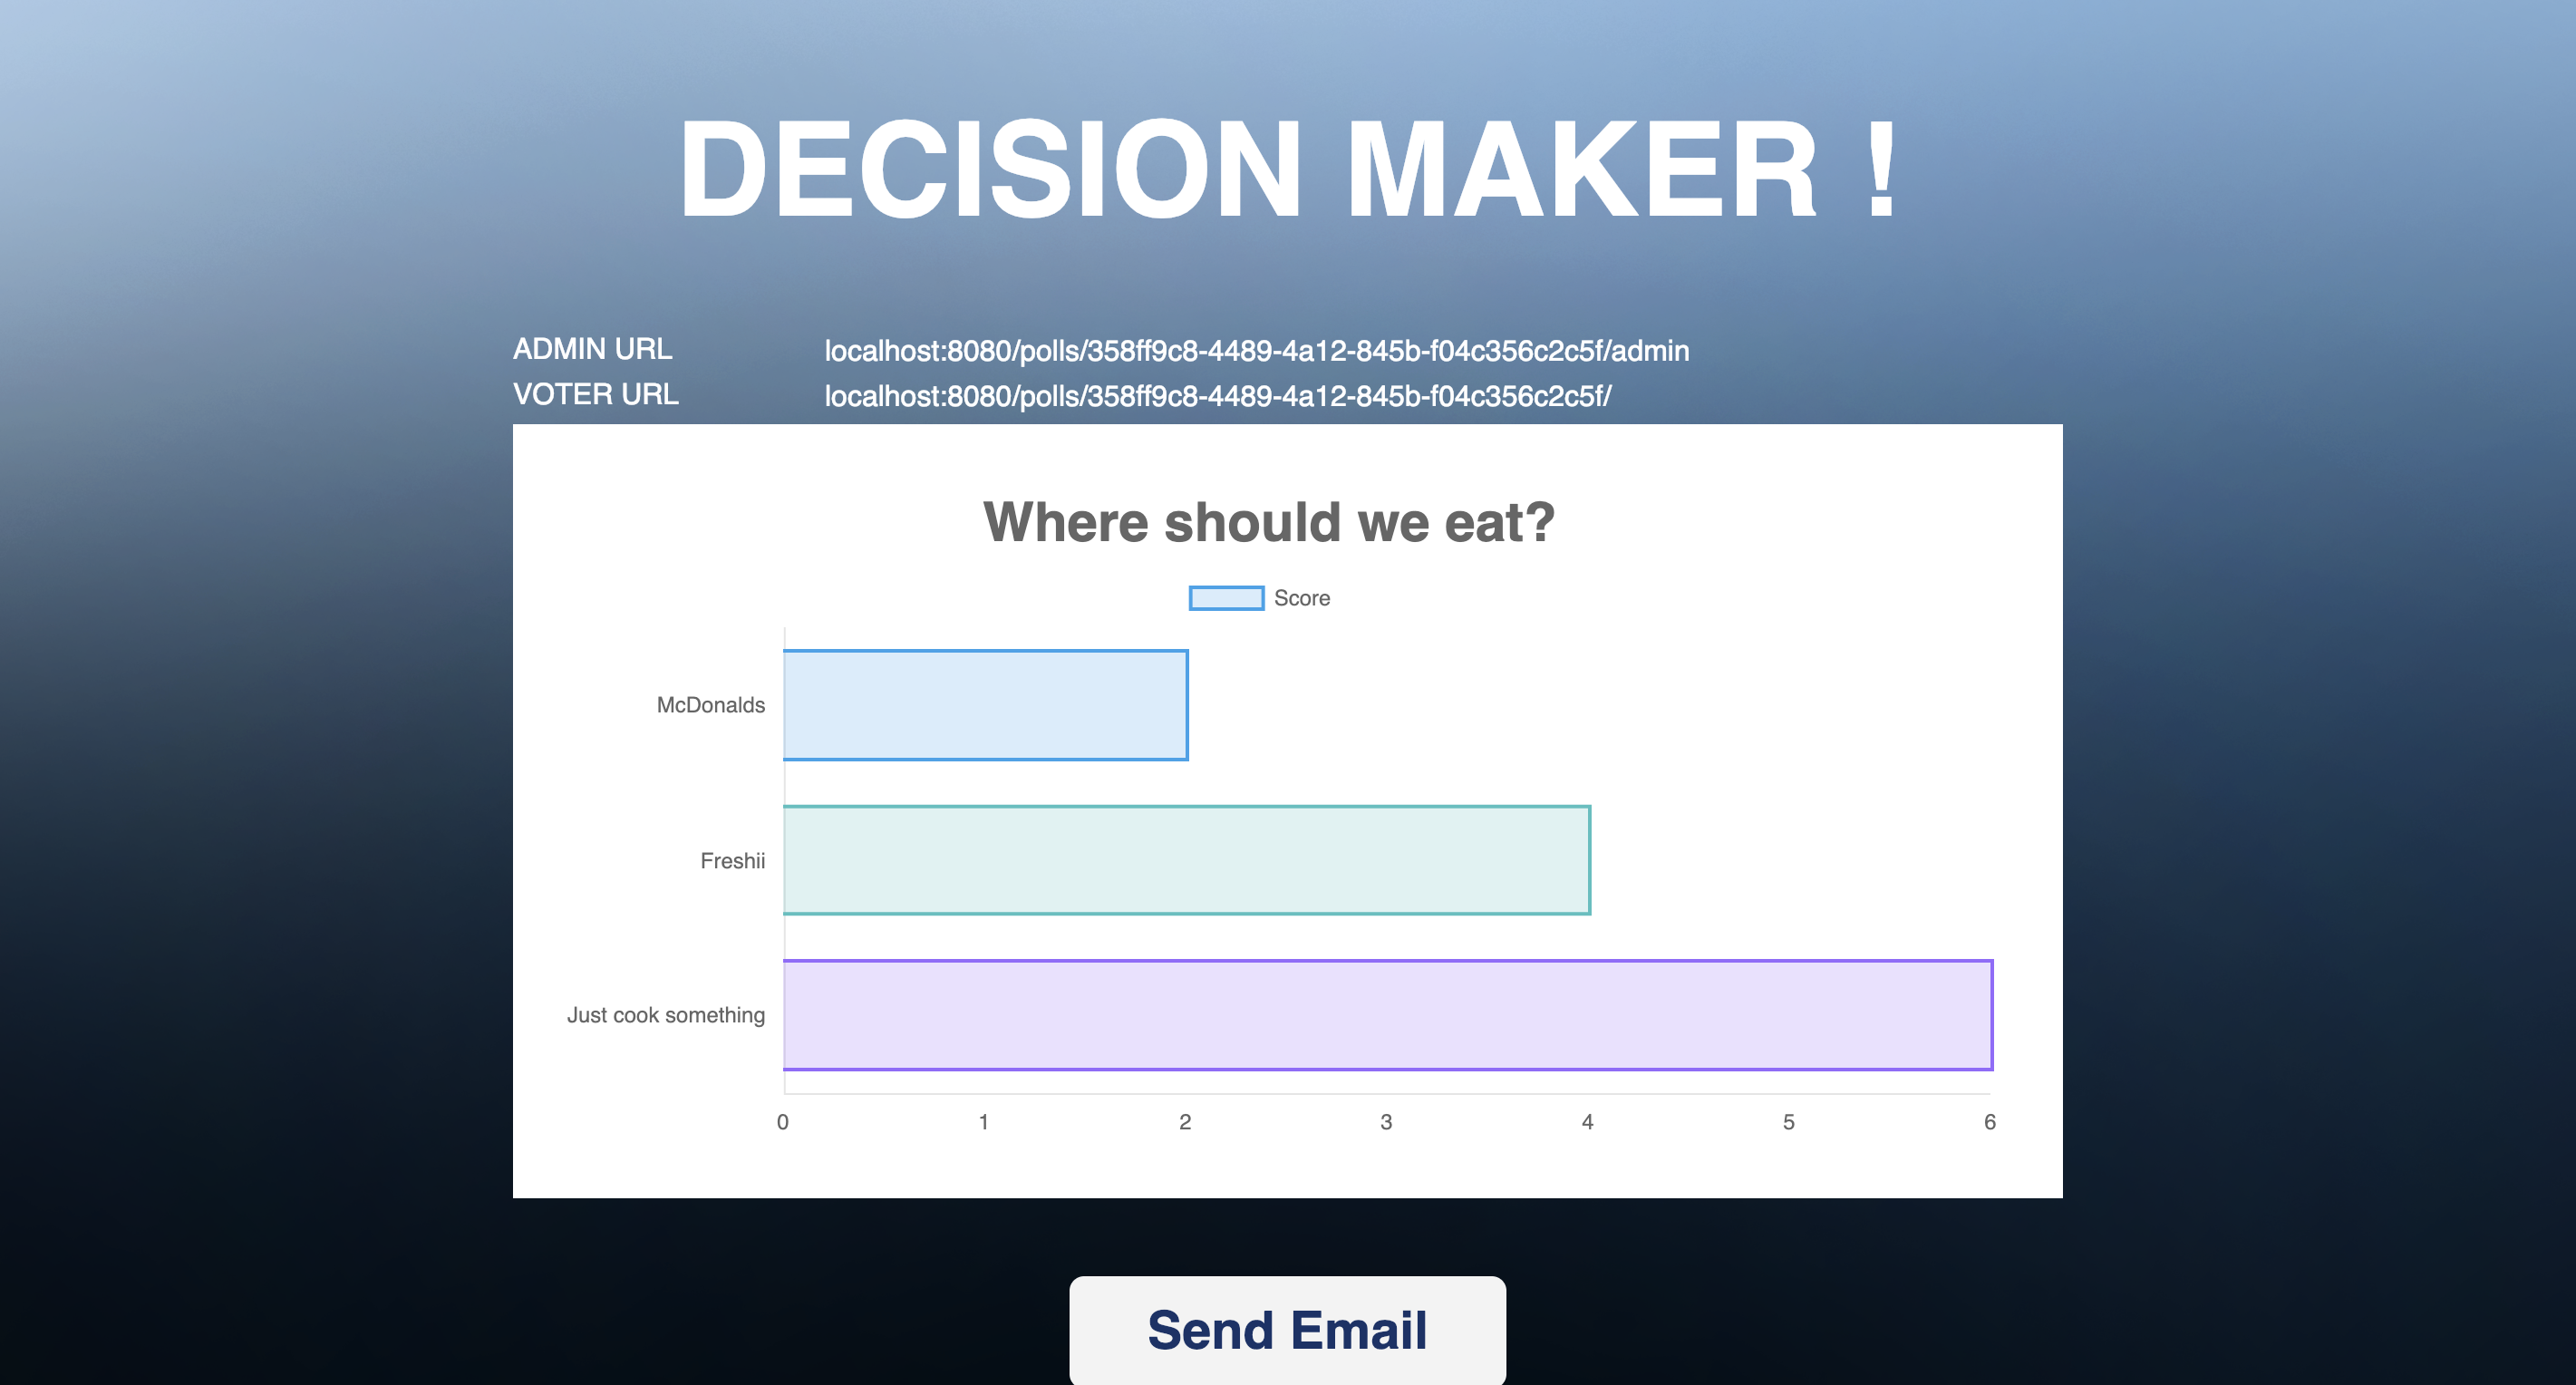 DECISION MAKER !
ADMIN URL localhost:8080/polls/358ff9c8-4489-4a12-845b-f04c356c2c5f/admin
VOTER URL localhost:8080/polls/358ff9c8-4489-4a12-845b-f04c356c2c5f/
Where should we eat?
Score
McDonalds
Freshii
Just cook something
0 1 2 3 4 5 6
Send Email